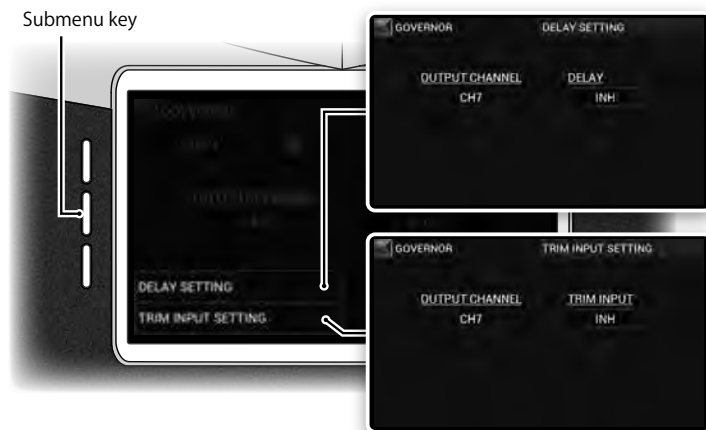 Submenu key
GOVERNOR DELAY SETTING
OUTPUT CHANNEL DELAY
CH7 INH
GOVERNOR
DELAY SETTING
TRIM INPUT SETTING
GOVERNOR TRIM INPUT SETTING
OUTPUT CHANNEL TRIM INPUT
CH7 INH